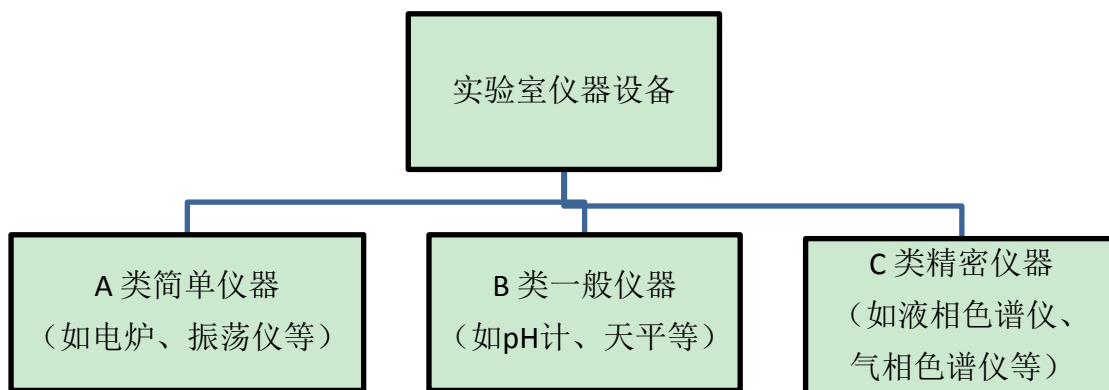 实验室仪器设备
A 类简单仪器
（如电炉、振荡仪等）
B 类一般仪器
（如pH计、天平等）
C 类精密仪器
（如液相色谱仪、
气相色谱仪等）